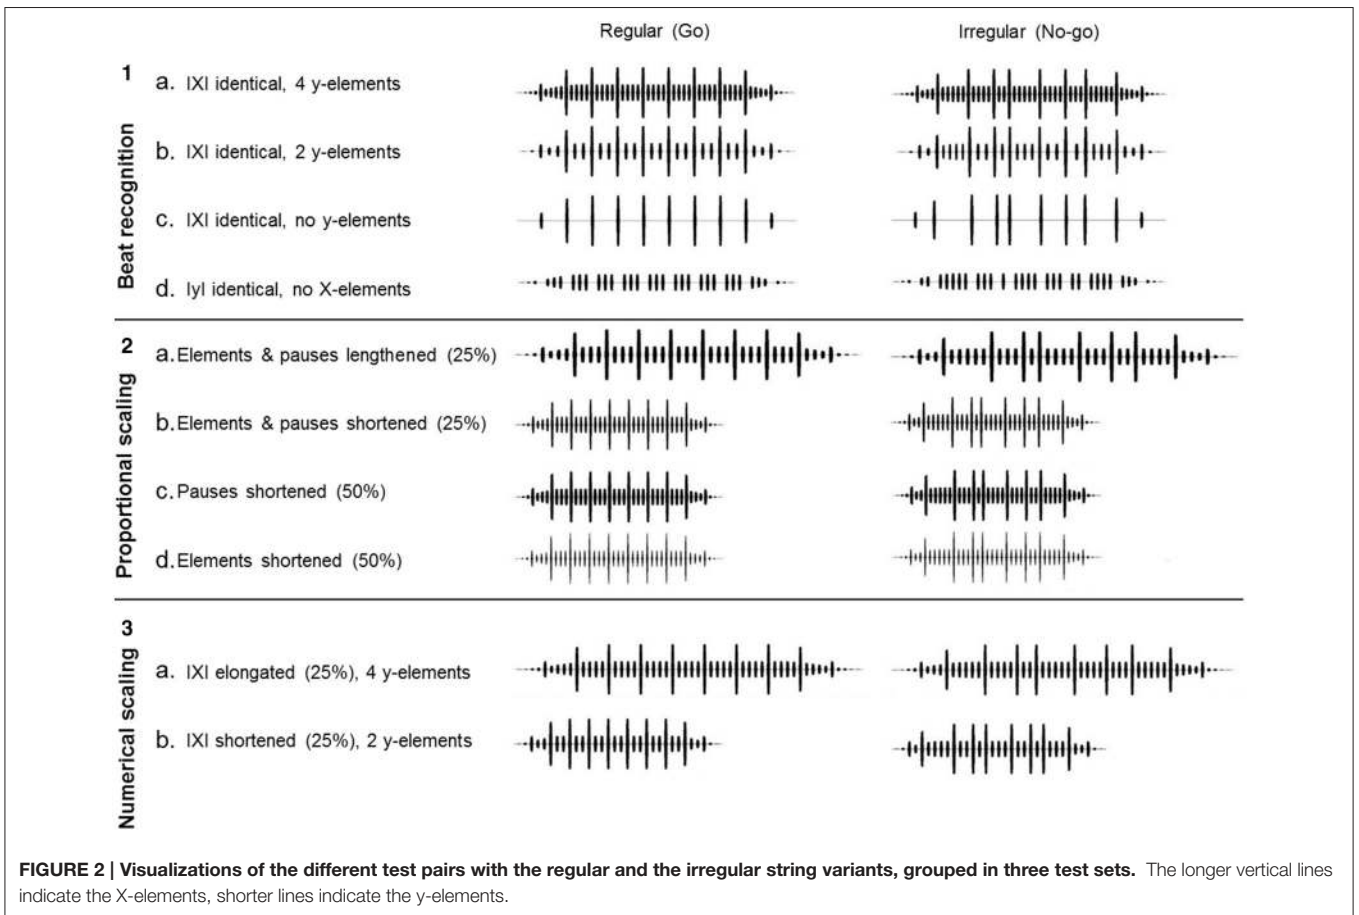 Regular (Go)
Irregular (No-go)
1
Beat recognition
a. IXI identical, 4 y-elements
b. IXI identical, 2 y-elements
c. IXI identical, no y-elements
d. IyI identical, no X-elements
2
Proportional scaling
a. Elements & pauses lengthened (25%)
b. Elements & pauses shortened (25%)
c. Pauses shortened (50%)
d. Elements shortened (50%)
3
Numerical scaling
a. IXI elongated (25%), 4 y-elements
b. IXI shortened (25%), 2 y-elements
FIGURE 2 | Visualizations of the different test pairs with the regular and the irregular string variants, grouped in three test sets. The longer vertical lines
indicate the X-elements, shorter lines indicate the y-elements.